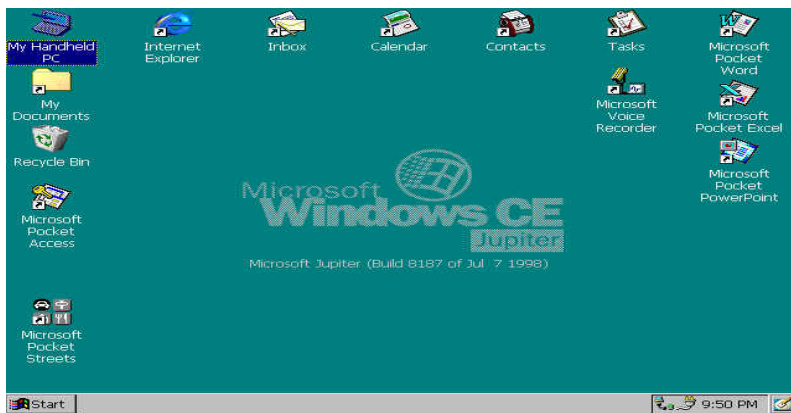 My Handheld
PC
Internet
Explorer
Inbox
Calendar
Contacts
Tasks
Microsoft
Pocket
Word
My
Documents
Microsoft
Voice
Recorder
Microsoft
Pocket Excel
Recycle Bin
Microsoft
Pocket
PowerPoint
Microsoft
Pocket
Access
Microsoft
Windows CE
Jupiter
Microsoft Jupiter (Build 8187 of Jul 7 1998)
Microsoft
Pocket
Streets
Start
9:50 PM